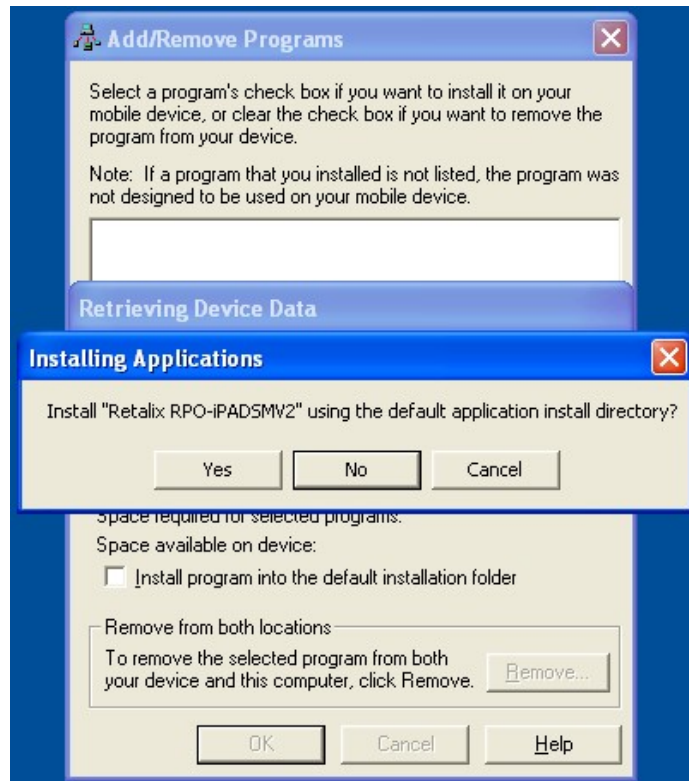 Add/Remove Programs
Select a program's check box if you want to install it on your
mobile device, or clear the check box if you want to remove the
program from your device.
Note: If a program that you installed is not listed, the program was
not designed to be used on your mobile device.
Retrieving Device Data
Installing Applications
Install "Retalix RPO-iPADSMV2" using the default application install directory?
Yes No Cancel
Space required for selected programs:
Space available on device:
Install program into the default installation folder
Remove from both locations
To remove the selected program from both
your device and this computer, click Remove.
Remove...
OK Cancel Help